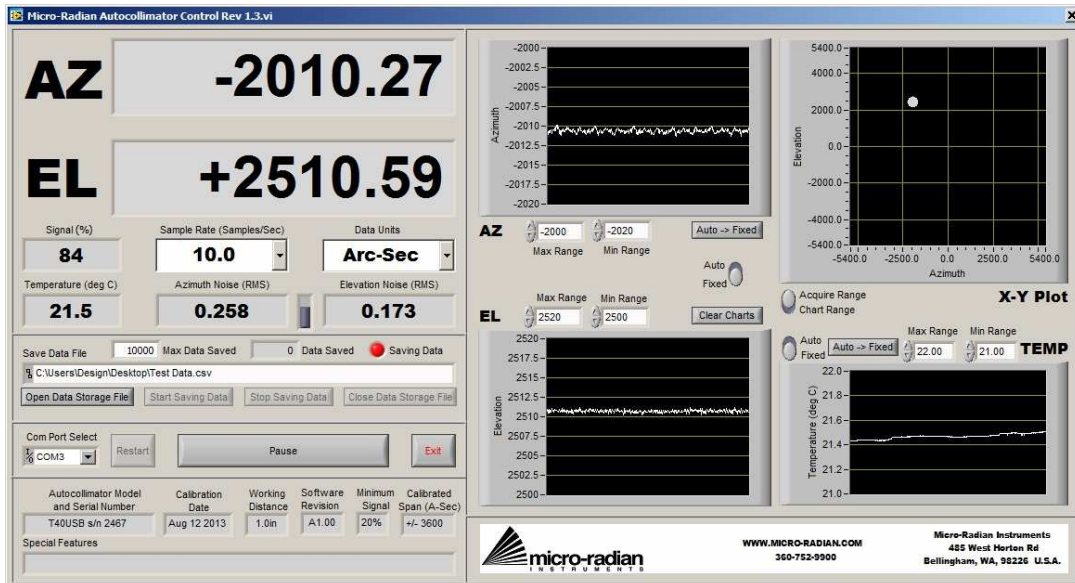 Micro-Radian Autocollimator Control Rev 1.3.vi
AZ
-2010.27
EL
+2510.59
Signal (%)
Sample Rate (Samples/Sec)
Data Units
84
10.0
Arc-Sec
Temperature (deg C)
Azimuth Noise (RMS)
Elevation Noise (RMS)
21.5
0.258
0.173
Save Data File
10000
Max Data Saved
0
Data Saved
Saving Data
C:\Users\Design\Desktop\Test Data.csv
Open Data Storage File
Start Saving Data
Stop Saving Data
Close Data Storage File
Com Port Select
COM3
Restart
Pause
Exit
Autocollimator Model
and Serial Number
Calibration
Date
Working
Distance
Software
Revision
Minimum
Signal
Calibrated
Span (A-Sec)
T40USB s/n 2467
Aug 12 2013
1.0in
A1.00
20%
+/- 3600
Special Features
Azimuth
-2000
-2002.5
-2005
-2007.5
-2010
-2012.5
-2015
-2017.5
-2020
AZ
-2000
-2020
Max Range
Min Range
Auto -> Fixed
Auto
Fixed
EL
Max Range
Min Range
2520
2500
Clear Charts
Elevation
2520
2517.5
2515
2512.5
2510
2507.5
2505
2502.5
2500
Elevation
5400.0
4000.0
2000.0
0.0
-2000.0
-4000.0
-5400.0
-5400.0
-2500.0
0.0
2500.0
5400.0
Azimuth
Acquire Range
Chart Range
X-Y Plot
Auto
Fixed
Auto -> Fixed
Max Range
Min Range
22.00
21.00
TEMP
Temperature (deg C)
22.0
21.8
21.6
21.4
21.2
21.0
micro-radian
INSTRUMENTS
WWW.MICRO-RADIAN.COM
360-752-9900
Micro-Radian Instruments
485 West Horton Rd
Bellingham, WA, 98226 U.S.A.